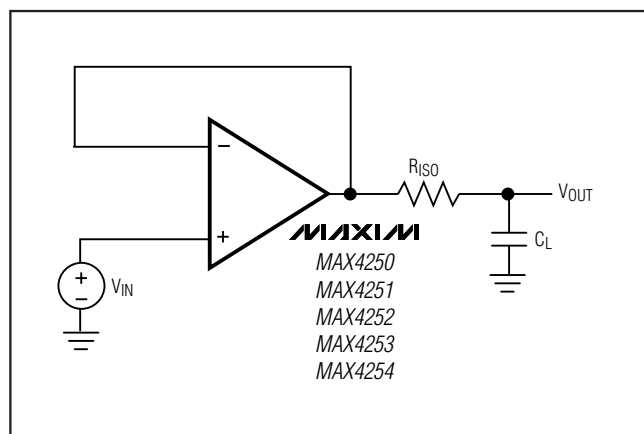 −
+
R_ISO
V_OUT
C_L
+
−
V_IN
MAXIM
MAX4250
MAX4251
MAX4252
MAX4253
MAX4254